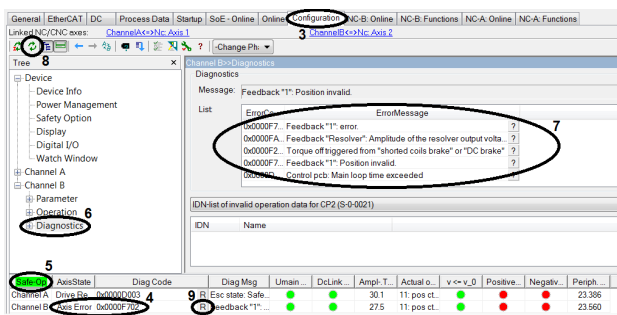 General EtherCAT DC Process Data Startup SoE - Online Online Configuration NC-B: Online NC-B: Functions NC-A: Online NC-A: Functions
Linked NC/CNC axes: ChannelA<=>Nc: Axis 1 3 ChannelB<=>Nc: Axis 2
? -Change Ph:
8
Tree × Channel B>>Diagnostics
Device Diagnostics
Device Info Message: Feedback "1": Position invalid.
Power Management
Safety Option List ErrorCo... ErrorMessage
Display 0x0000F7... Feedback "1": error. ? 7
Digital I/O 0x0000FA... Feedback "Resolver": Amplitude of the resolver output volta... ?
Watch Window 0x0000F2... Torque off triggered from "shorted coils brake" or "DC brake" ?
Channel A 0x0000F7... Feedback "1": Position invalid. ?
Channel B 0x0000D... Control pcb: Main loop time exceeded ?
Parameter
Operation 6 IDN-list of invalid operation data for CP2 (S-0-0021)
Diagnostics IDN Name
5
Safe-Op AxisState Diag Code Diag Msg Umain ... DcLink ... Ampl-T... Actual o... v <= v_0 Positive... Negativ... Periph. ...
Channel A Drive Re 0x0000D003 4 9 R Esc state: Safe... 30.1 11: pos ct... 23.386
Channel B Axis Error 0x0000F702 R Feedback "1": ... 27.5 11: pos ct... 23.560